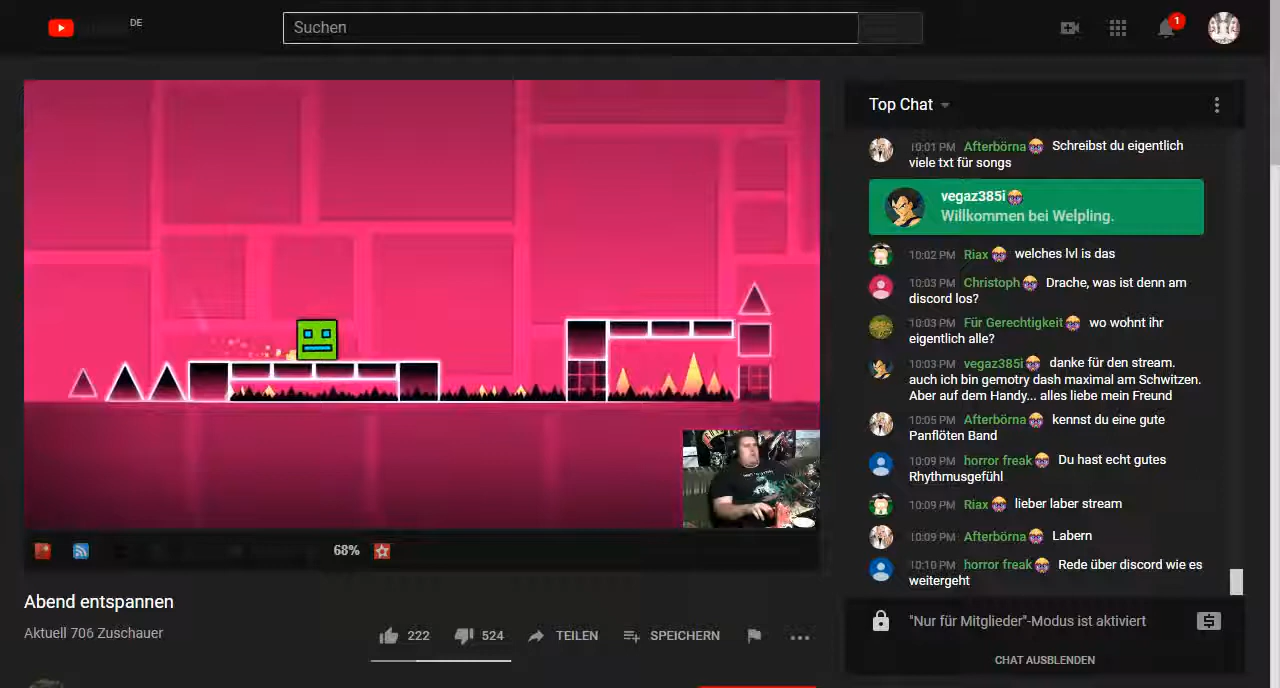 DE
Suchen
1
Top Chat
10:01 PM Afterbörna Schreibst du eigentlich
viele txt für songs
vegaz385i
Willkommen bei Welpling.
10:02 PM Riax welches lvl is das
10:03 PM Christoph Drache, was ist denn am
discord los?
10:03 PM Für Gerechtigkeit wo wohnt ihr
eigentlich alle?
10:03 PM vegaz385i danke für den stream.
auch ich bin gemotry dash maximal am Schwitzen.
Aber auf dem Handy... alles liebe mein Freund
10:05 PM Afterbörna kennst du eine gute
Panflöten Band
10:09 PM horror freak Du hast echt gutes
Rhythmusgefühl
10:09 PM Riax lieber laber stream
10:09 PM Afterbörna Labern
10:10 PM horror freak Rede über discord wie es
weitergeht
"Nur für Mitglieder"-Modus ist aktiviert
CHAT AUSBLENDEN
68%
Abend entspannen
Aktuell 706 Zuschauer
222 524 TEILEN SPEICHERN